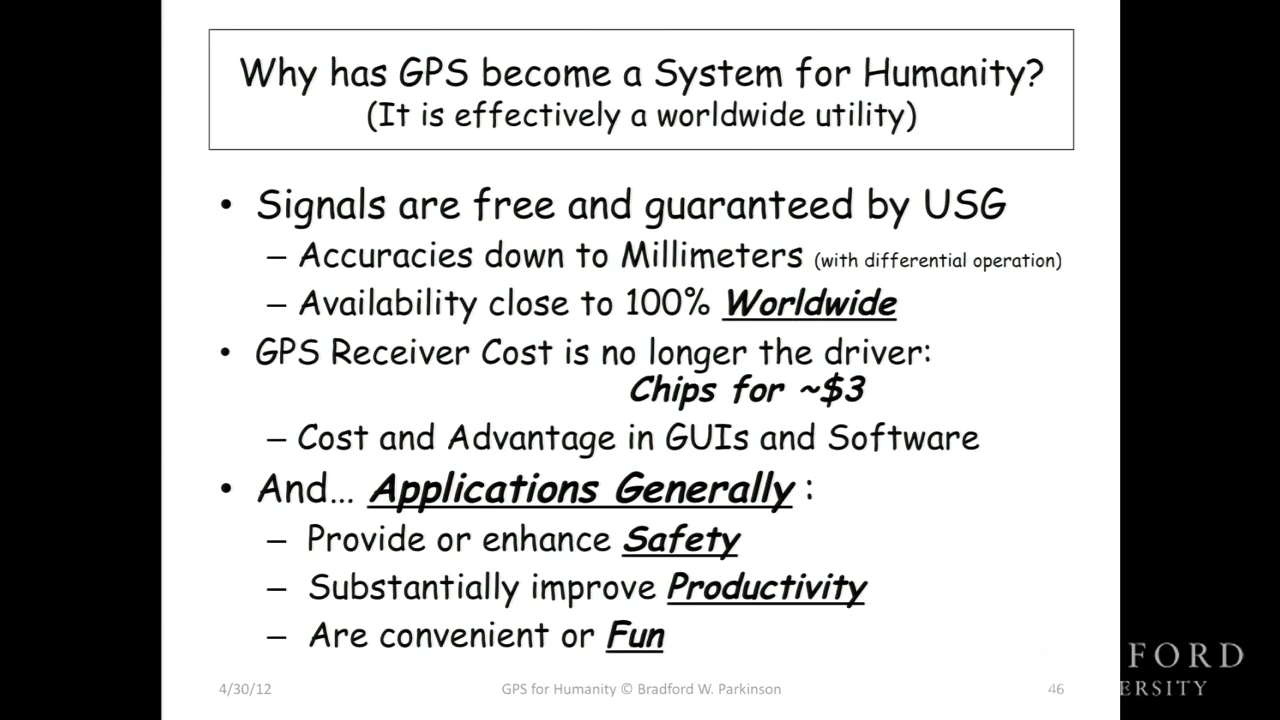 Why has GPS become a System for Humanity?
(It is effectively a worldwide utility)
• Signals are free and guaranteed by USG
– Accuracies down to Millimeters (with differential operation)
– Availability close to 100% Worldwide
• GPS Receiver Cost is no longer the driver:
Chips for ~$3
– Cost and Advantage in GUIs and Software
• And… Applications Generally :
– Provide or enhance Safety
– Substantially improve Productivity
– Are convenient or Fun
4/30/12
GPS for Humanity © Bradford W. Parkinson
46